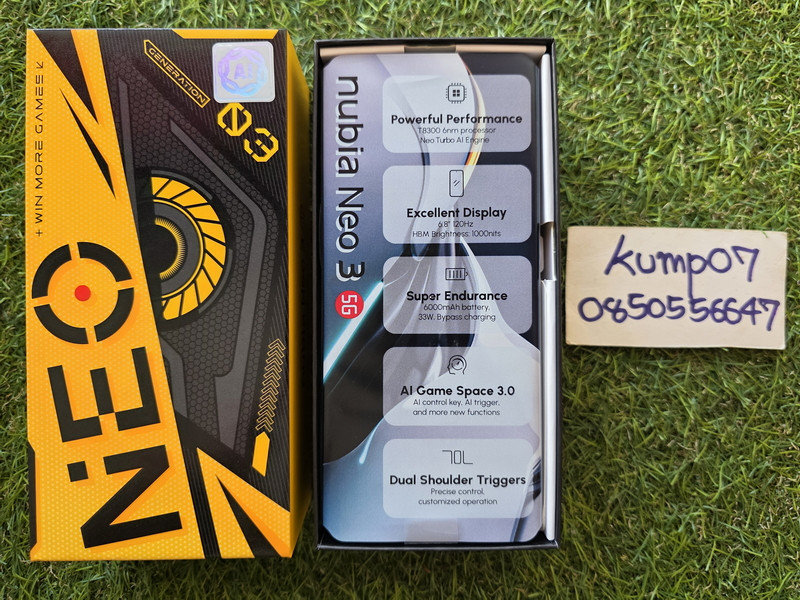 + WIN MORE GAMES
GENERATION
03
NEO
AI
nubia Neo 3 5G
Powerful Performance
T8300 6nm processor
Neo Turbo AI Engine
Excellent Display
6.8" 120Hz
HBM Brightness: 1000nits
Super Endurance
6000mAh battery,
33W, Bypass charging
AI Game Space 3.0
AI control key, AI trigger,
and more new functions
Dual Shoulder Triggers
Precise control,
customized operation
kump07
0850556647